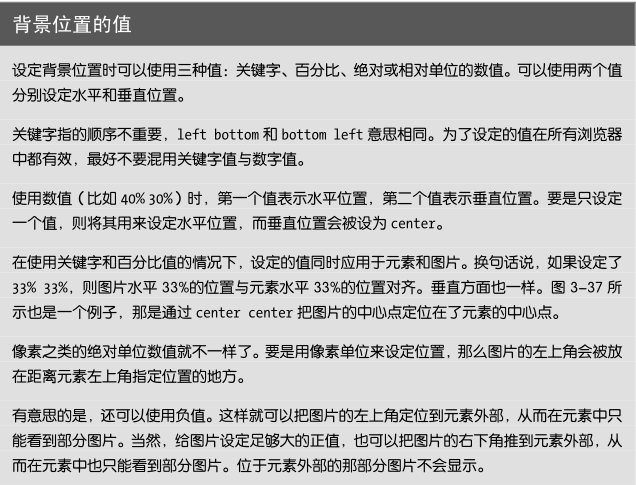 背景位置的值
设定背景位置时可以使用三种值：关键字、百分比、绝对或相对单位的数值。可以使用两个值
分别设定水平和垂直位置。
关键字指的顺序不重要，left bottom 和 bottom left 意思相同。为了设定的值在所有浏览器
中都有效，最好不要混用关键字值与数字值。
使用数值（比如 40% 30%）时，第一个值表示水平位置，第二个值表示垂直位置。要是只设定
一个值，则将其用来设定水平位置，而垂直位置会被设为 center。
在使用关键字和百分比值的情况下，设定的值同时应用于元素和图片。换句话说，如果设定了
33% 33%，则图片水平 33%的位置与元素水平 33%的位置对齐。垂直方面也一样。图 3-37 所
示也是一个例子，那是通过 center center 把图片的中心点定位在了元素的中心点。
像素之类的绝对单位数值就不一样了。要是用像素单位来设定位置，那么图片的左上角会被放
在距离元素左上角指定位置的地方。
有意思的是，还可以使用负值。这样就可以把图片的左上角定位到元素外部，从而在元素中只
能看到部分图片。当然，给图片设定足够大的正值，也可以把图片的右下角推到元素外部，从
而在元素中也只能看到部分图片。位于元素外部的那部分图片不会显示。